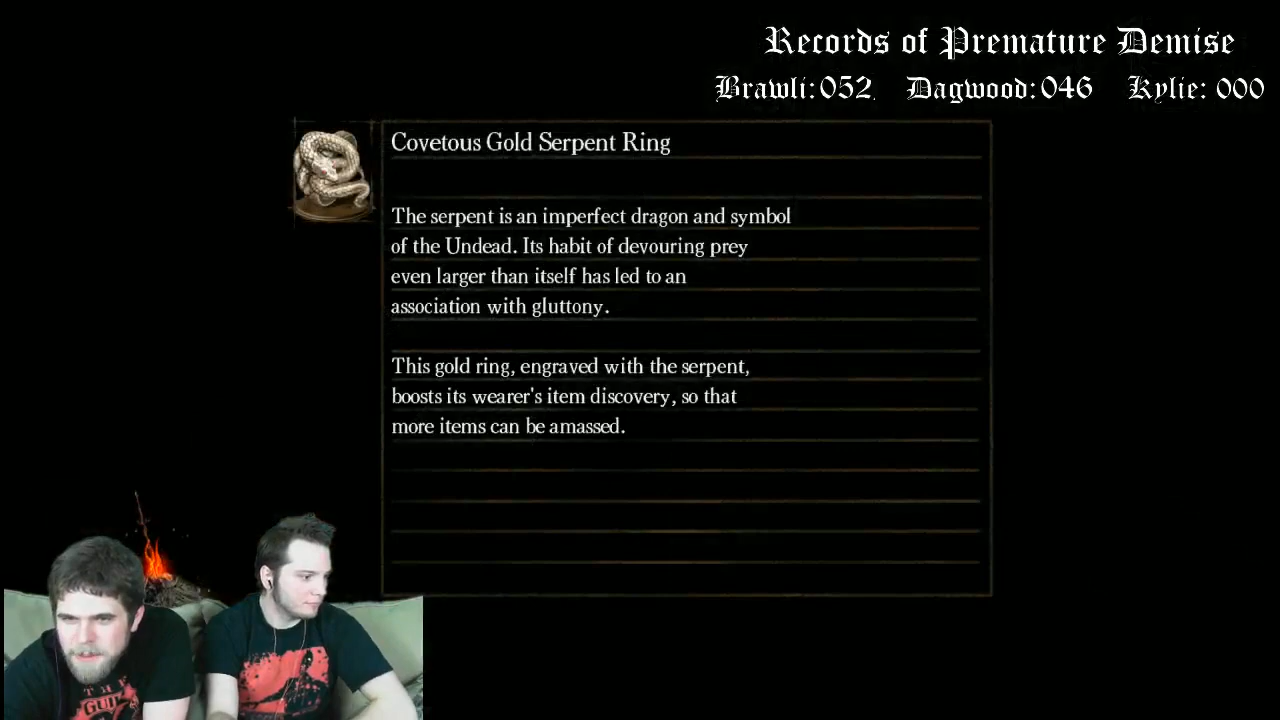 Records of Premature Demise
Brawli:052 Dagwood:046 Kylie: 000
Covetous Gold Serpent Ring
The serpent is an imperfect dragon and symbol
of the Undead. Its habit of devouring prey
even larger than itself has led to an
association with gluttony.
This gold ring, engraved with the serpent,
boosts its wearer's item discovery, so that
more items can be amassed.
THE
GUI